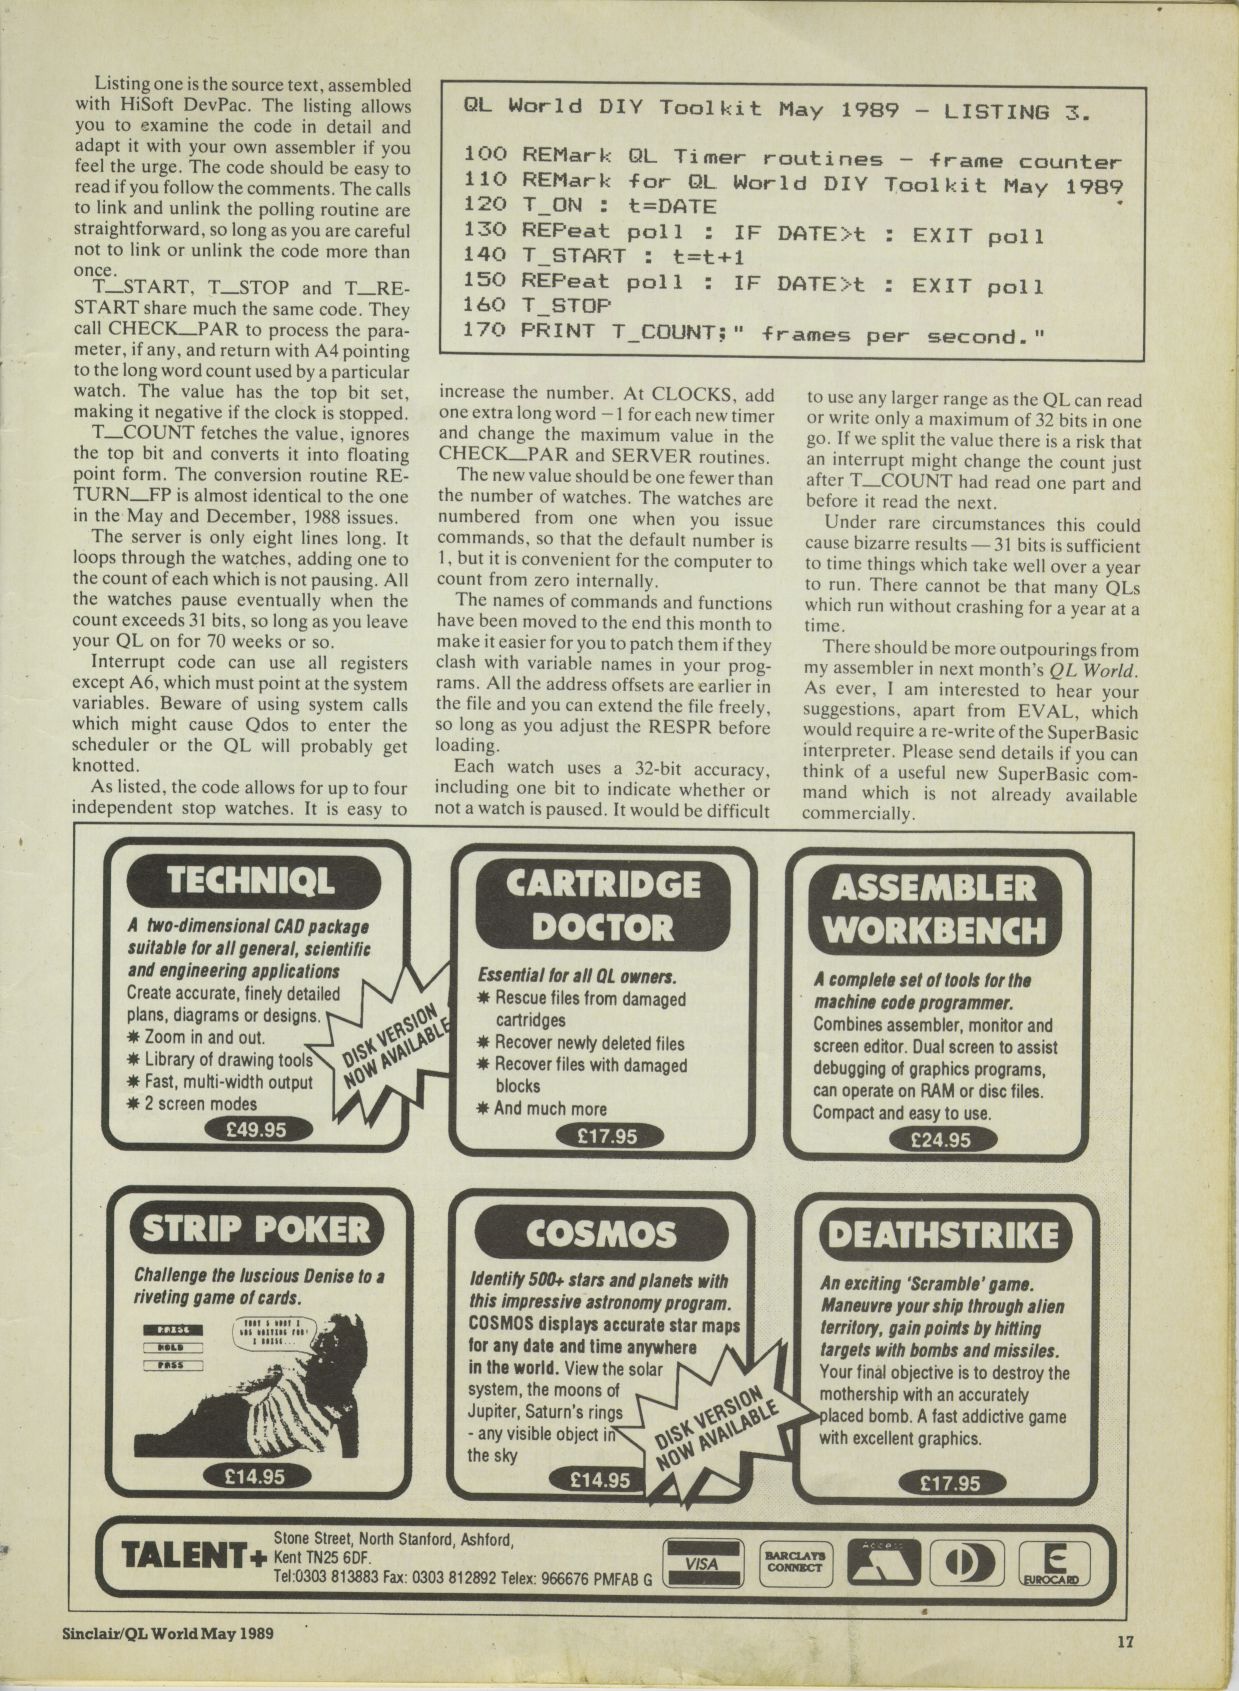 Listing one is the source text, assembled
with HiSoft DevPac. The listing allows
you to examine the code in detail and
adapt it with your own assembler if you
feel the urge. The code should be easy to
read if you follow the comments. The calls
to link and unlink the polling routine are
straightforward, so long as you are careful
not to link or unlink the code more than
once.
T__START, T__STOP and T__RE-
START share much the same code. They
call CHECK__PAR to process the para-
meter, if any, and return with A4 pointing
to the long word count used by a particular
watch. The value has the top bit set,
making it negative if the clock is stopped.
T__COUNT fetches the value, ignores
the top bit and converts it into floating
point form. The conversion routine RE-
TURN__FP is almost identical to the one
in the May and December, 1988 issues.
The server is only eight lines long. It
loops through the watches, adding one to
the count of each which is not pausing. All
the watches pause eventually when the
count exceeds 31 bits, so long as you leave
your QL on for 70 weeks or so.
Interrupt code can use all registers
except A6, which must point at the system
variables. Beware of using system calls
which might cause Qdos to enter the
scheduler or the QL will probably get
knotted.
As listed, the code allows for up to four
independent stop watches. It is easy to
QL World DIY Toolkit May 1989 - LISTING 3.
100 REMark QL Timer routines - frame counter
110 REMark for QL World DIY Toolkit May 1989
120 T_ON : t=DATE
130 REPeat poll : IF DATE>t : EXIT poll
140 T_START : t=t+1
150 REPeat poll : IF DATE>t : EXIT poll
160 T_STOP
170 PRINT T_COUNT;" frames per second."
increase the number. At CLOCKS, add
one extra long word −1 for each new timer
and change the maximum value in the
CHECK__PAR and SERVER routines.
The new value should be one fewer than
the number of watches. The watches are
numbered from one when you issue
commands, so that the default number is
1, but it is convenient for the computer to
count from zero internally.
The names of commands and functions
have been moved to the end this month to
make it easier for you to patch them if they
clash with variable names in your prog-
rams. All the address offsets are earlier in
the file and you can extend the file freely,
so long as you adjust the RESPR before
loading.
Each watch uses a 32-bit accuracy,
including one bit to indicate whether or
not a watch is paused. It would be difficult
to use any larger range as the QL can read
or write only a maximum of 32 bits in one
go. If we split the value there is a risk that
an interrupt might change the count just
after T__COUNT had read one part and
before it read the next.
Under rare circumstances this could
cause bizarre results — 31 bits is sufficient
to time things which take well over a year
to run. There cannot be that many QLs
which run without crashing for a year at a
time.
There should be more outpourings from
my assembler in next month's QL World.
As ever, I am interested to hear your
suggestions, apart from EVAL, which
would require a re-write of the SuperBasic
interpreter. Please send details if you can
think of a useful new SuperBasic com-
mand which is not already available
commercially.
TECHNIQL
A two-dimensional CAD package
suitable for all general, scientific
and engineering applications
Create accurate, finely detailed
plans, diagrams or designs.
✷ Zoom in and out.
✷ Library of drawing tools
✷ Fast, multi-width output
✷ 2 screen modes
£49.95
DISK VERSION
NOW AVAILABLE
CARTRIDGE
DOCTOR
Essential for all QL owners.
✷ Rescue files from damaged
cartridges
✷ Recover newly deleted files
✷ Recover files with damaged
blocks
✷ And much more
£17.95
ASSEMBLER
WORKBENCH
A complete set of tools for the
machine code programmer.
Combines assembler, monitor and
screen editor. Dual screen to assist
debugging of graphics programs,
can operate on RAM or disc files.
Compact and easy to use.
£24.95
STRIP POKER
Challenge the luscious Denise to a
riveting game of cards.
RAISE
HOLD
PASS
THAT S WHAT I
WAS WAITING FOR'
I RAISE...
£14.95
COSMOS
Identify 500+ stars and planets with
this impressive astronomy program.
COSMOS displays accurate star maps
for any date and time anywhere
in the world. View the solar
system, the moons of
Jupiter, Saturn's rings
- any visible object in
the sky
£14.95
DISK VERSION
NOW AVAILABLE
DEATHSTRIKE
An exciting 'Scramble' game.
Maneuvre your ship through alien
territory, gain points by hitting
targets with bombs and missiles.
Your final objective is to destroy the
mothership with an accurately
placed bomb. A fast addictive game
with excellent graphics.
£17.95
TALENT+
Stone Street, North Stanford, Ashford,
Kent TN25 6DF.
Tel:0303 813883 Fax: 0303 812892 Telex: 966676 PMFAB G
VISA
BARCLAYS
CONNECT
Access
E
EUROCARD
Sinclair/QL World May 1989
17